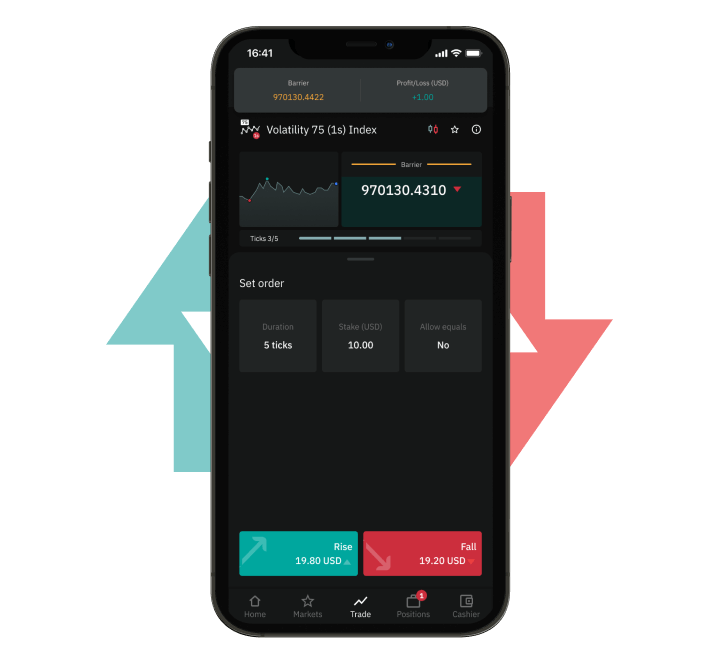 16:41
Barrier Profit/Loss (USD)
970130.4422 +1.00
75 1s Volatility 75 (1s) Index
Barrier
970130.4310
Ticks 3/5
Set order
Duration Stake (USD) Allow equals
5 ticks 10.00 No
Rise Fall
19.80 USD 19.20 USD
1
Home Markets Trade Positions Cashier